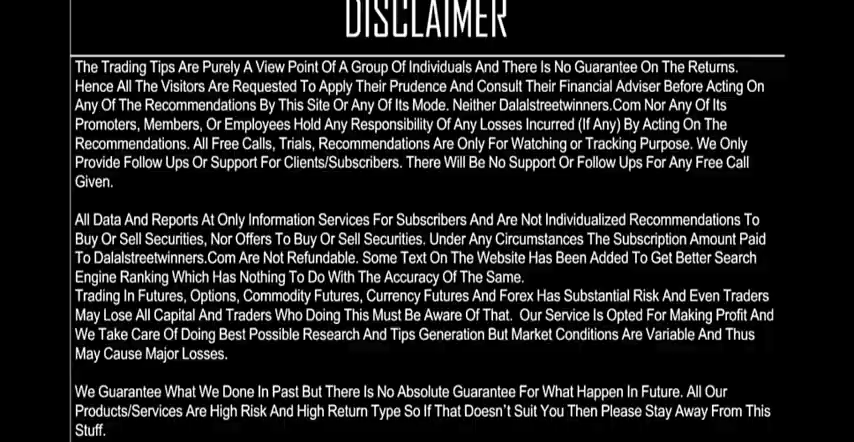 DISCLAIMER
The Trading Tips Are Purely A View Point Of A Group Of Individuals And There Is No Guarantee On The Returns.
Hence All The Visitors Are Requested To Apply Their Prudence And Consult Their Financial Adviser Before Acting On
Any Of The Recommendations By This Site Or Any Of Its Mode. Neither Dalalstreetwinners.Com Nor Any Of Its
Promoters, Members, Or Employees Hold Any Responsibility Of Any Losses Incurred (If Any) By Acting On The
Recommendations. All Free Calls, Trials, Recommendations Are Only For Watching or Tracking Purpose. We Only
Provide Follow Ups Or Support For Clients/Subscribers. There Will Be No Support Or Follow Ups For Any Free Call
Given.
All Data And Reports At Only Information Services For Subscribers And Are Not Individualized Recommendations To
Buy Or Sell Securities, Nor Offers To Buy Or Sell Securities. Under Any Circumstances The Subscription Amount Paid
To Dalalstreetwinners.Com Are Not Refundable. Some Text On The Website Has Been Added To Get Better Search
Engine Ranking Which Has Nothing To Do With The Accuracy Of The Same.
Trading In Futures, Options, Commodity Futures, Currency Futures And Forex Has Substantial Risk And Even Traders
May Lose All Capital And Traders Who Doing This Must Be Aware Of That. Our Service Is Opted For Making Profit And
We Take Care Of Doing Best Possible Research And Tips Generation But Market Conditions Are Variable And Thus
May Cause Major Losses.
We Guarantee What We Done In Past But There Is No Absolute Guarantee For What Happen In Future. All Our
Products/Services Are High Risk And High Return Type So If That Doesn't Suit You Then Please Stay Away From This
Stuff.